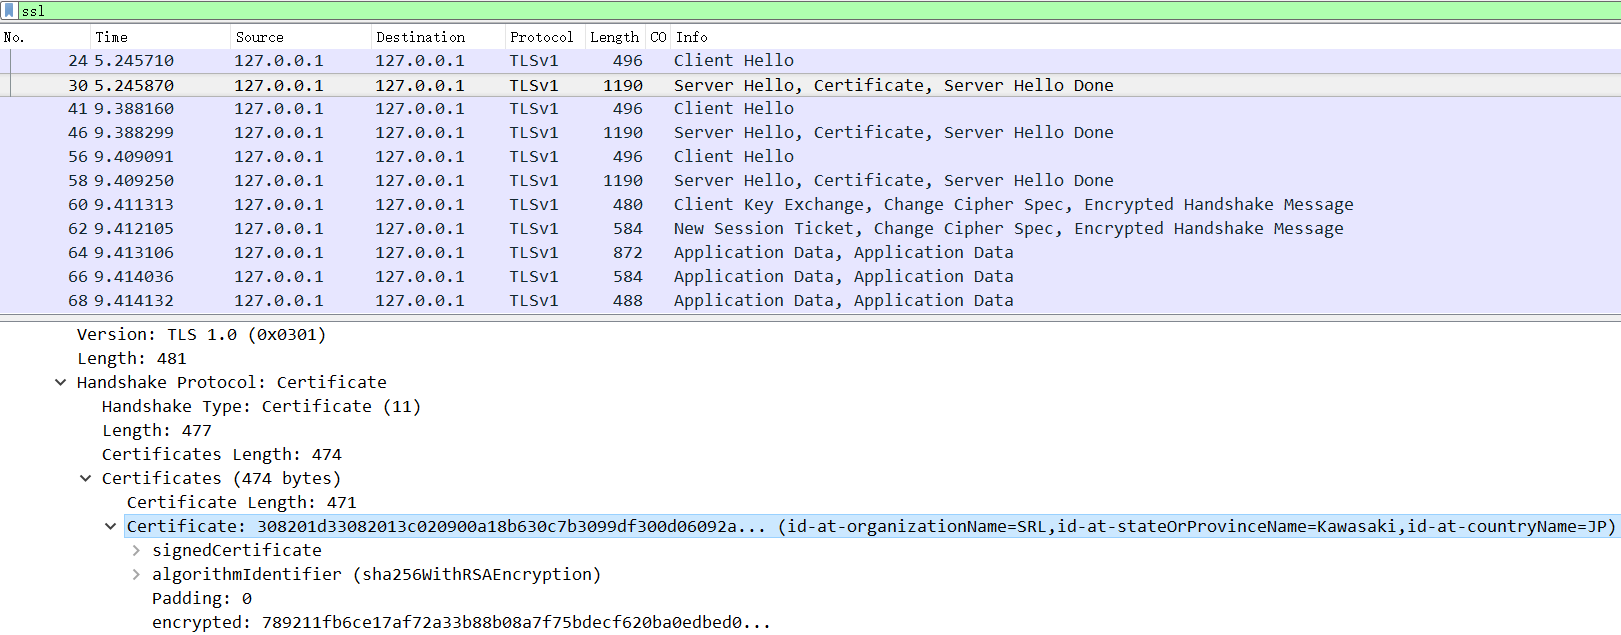 ssl
No. Time Source Destination Protocol Length CO Info
24 5.245710 127.0.0.1 127.0.0.1 TLSv1 496 Client Hello
30 5.245870 127.0.0.1 127.0.0.1 TLSv1 1190 Server Hello, Certificate, Server Hello Done
41 9.388160 127.0.0.1 127.0.0.1 TLSv1 496 Client Hello
46 9.388299 127.0.0.1 127.0.0.1 TLSv1 1190 Server Hello, Certificate, Server Hello Done
56 9.409091 127.0.0.1 127.0.0.1 TLSv1 496 Client Hello
58 9.409250 127.0.0.1 127.0.0.1 TLSv1 1190 Server Hello, Certificate, Server Hello Done
60 9.411313 127.0.0.1 127.0.0.1 TLSv1 480 Client Key Exchange, Change Cipher Spec, Encrypted Handshake Message
62 9.412105 127.0.0.1 127.0.0.1 TLSv1 584 New Session Ticket, Change Cipher Spec, Encrypted Handshake Message
64 9.413106 127.0.0.1 127.0.0.1 TLSv1 872 Application Data, Application Data
66 9.414036 127.0.0.1 127.0.0.1 TLSv1 584 Application Data, Application Data
68 9.414132 127.0.0.1 127.0.0.1 TLSv1 488 Application Data, Application Data
Version: TLS 1.0 (0x0301)
Length: 481
Handshake Protocol: Certificate
Handshake Type: Certificate (11)
Length: 477
Certificates Length: 474
Certificates (474 bytes)
Certificate Length: 471
Certificate: 308201d33082013c020900a18b630c7b3099df300d06092a... (id-at-organizationName=SRL,id-at-stateOrProvinceName=Kawasaki,id-at-countryName=JP)
signedCertificate
algorithmIdentifier (sha256WithRSAEncryption)
Padding: 0
encrypted: 789211fb6ce17af72a33b88b08a7f75bdecf620ba0edbed0...